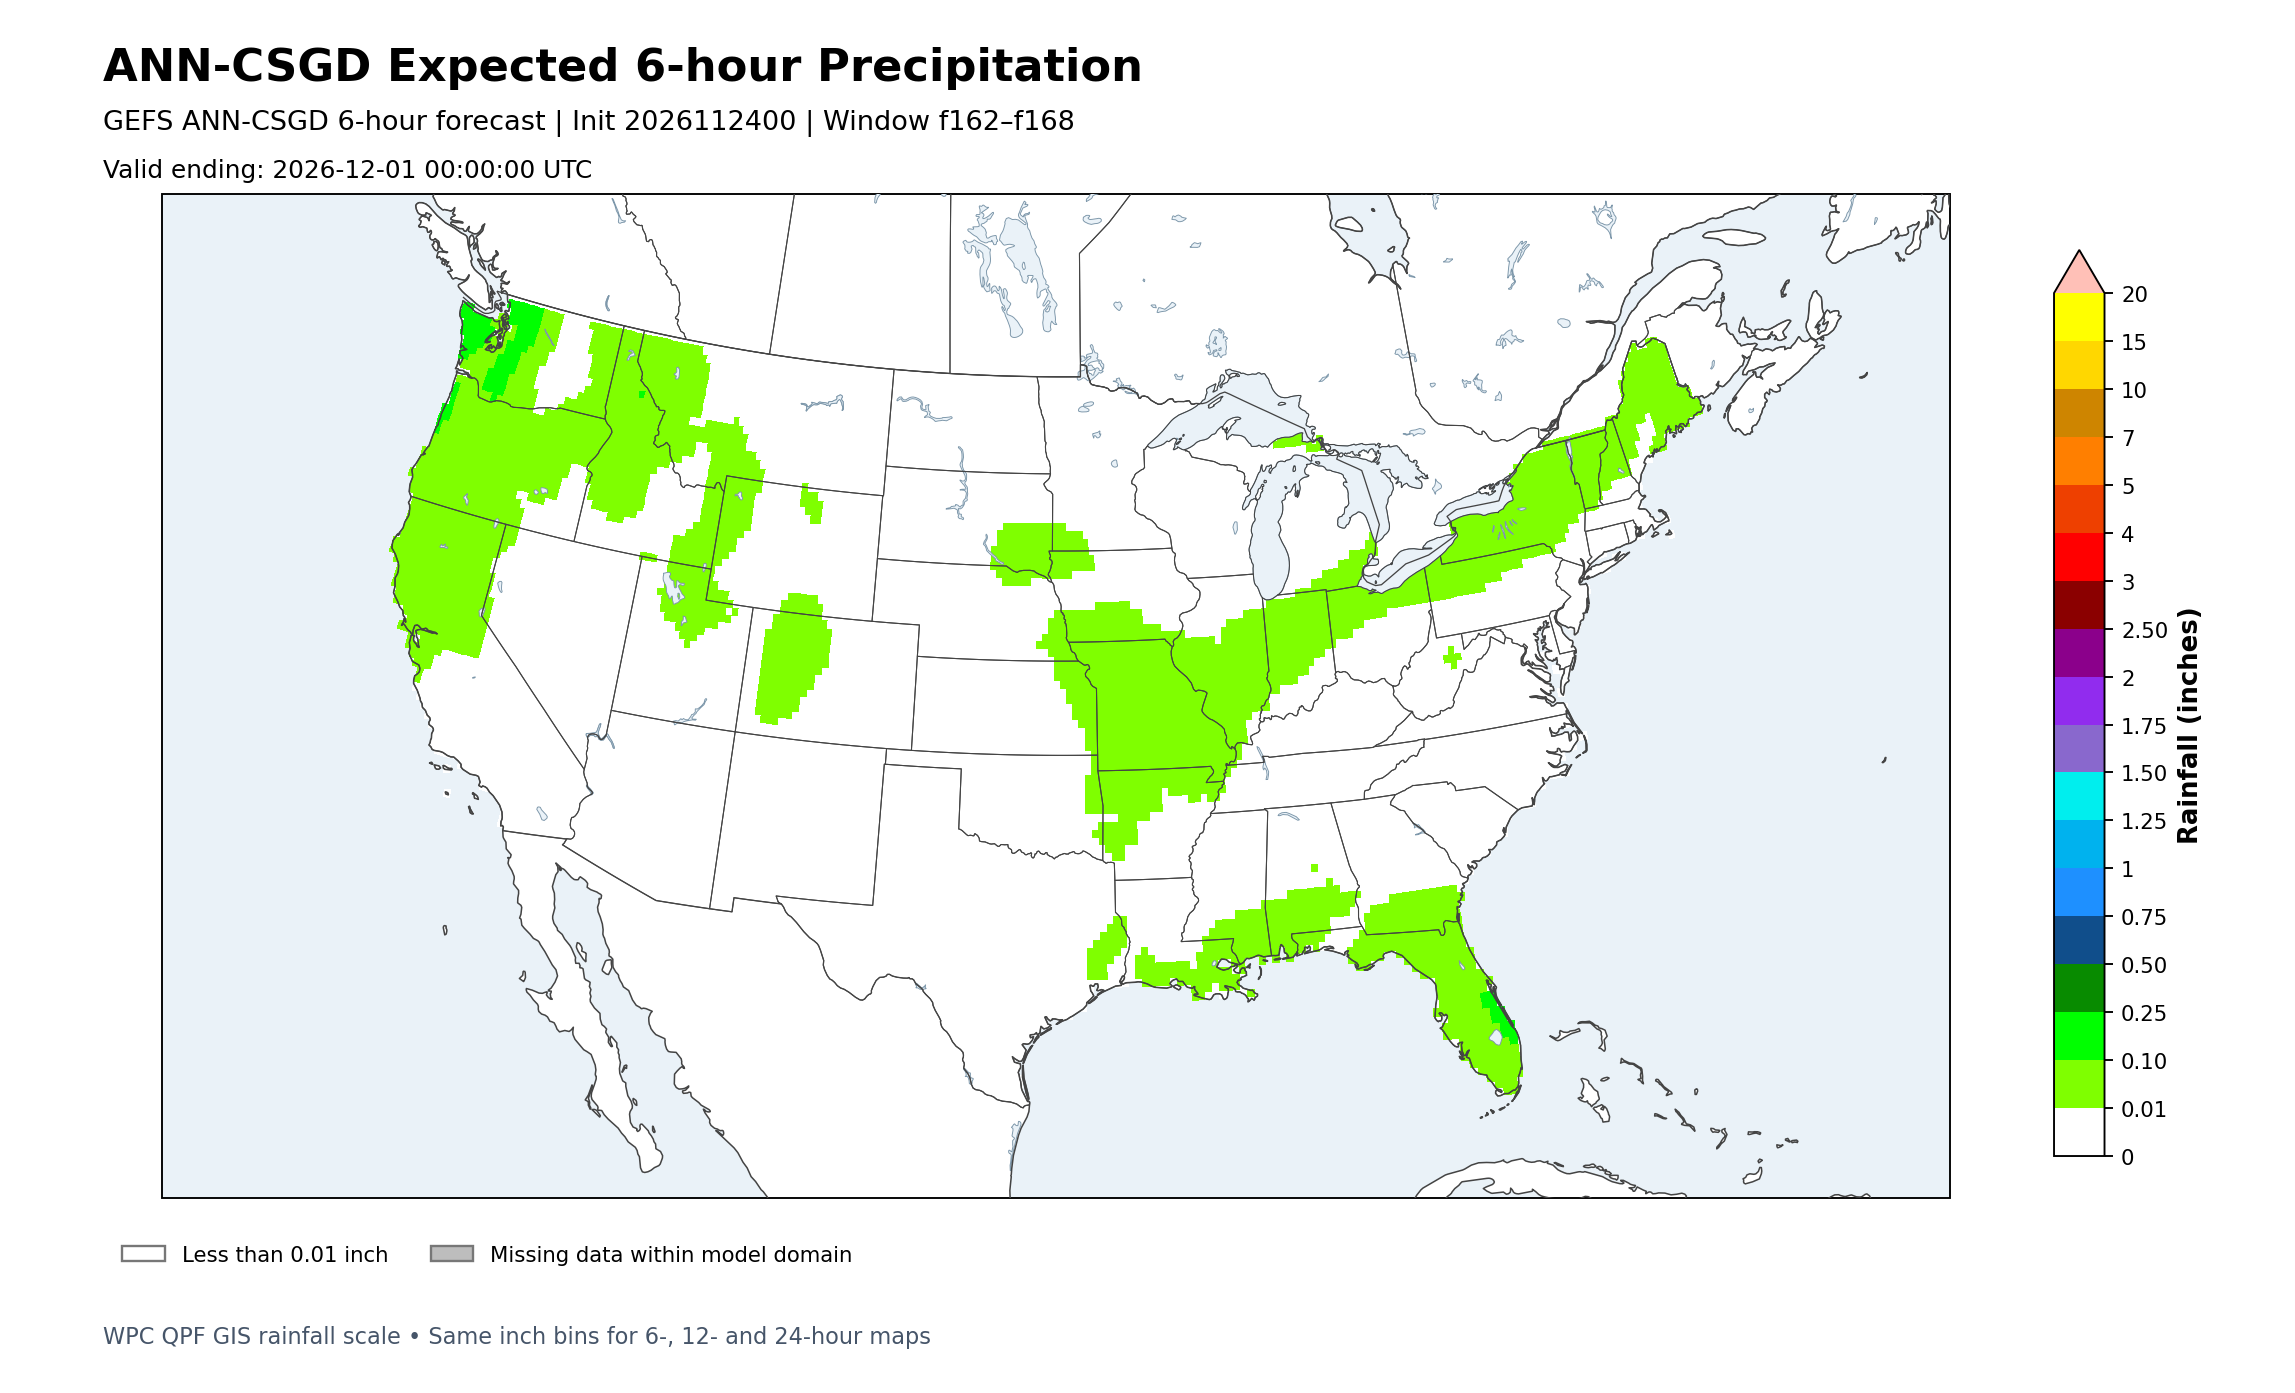 ANN-CSGD Expected 6-hour Precipitation
GEFS ANN-CSGD 6-hour forecast | Init 2026112400 | Window f162–f168
Valid ending: 2026-12-01 00:00:00 UTC
20
15
10
7
5
4
3
2.50
2
1.75
1.50
1.25
1
0.75
0.50
0.25
0.10
0.01
0
Rainfall (inches)
Less than 0.01 inch
Missing data within model domain
WPC QPF GIS rainfall scale • Same inch bins for 6-, 12- and 24-hour maps